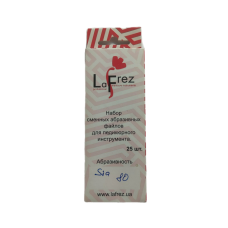 LaFrez
Набор
сменных абразивных
файлов
для педикюрного
инструмента.
25 шт.
Абразивность
80
www.lafrez.ua